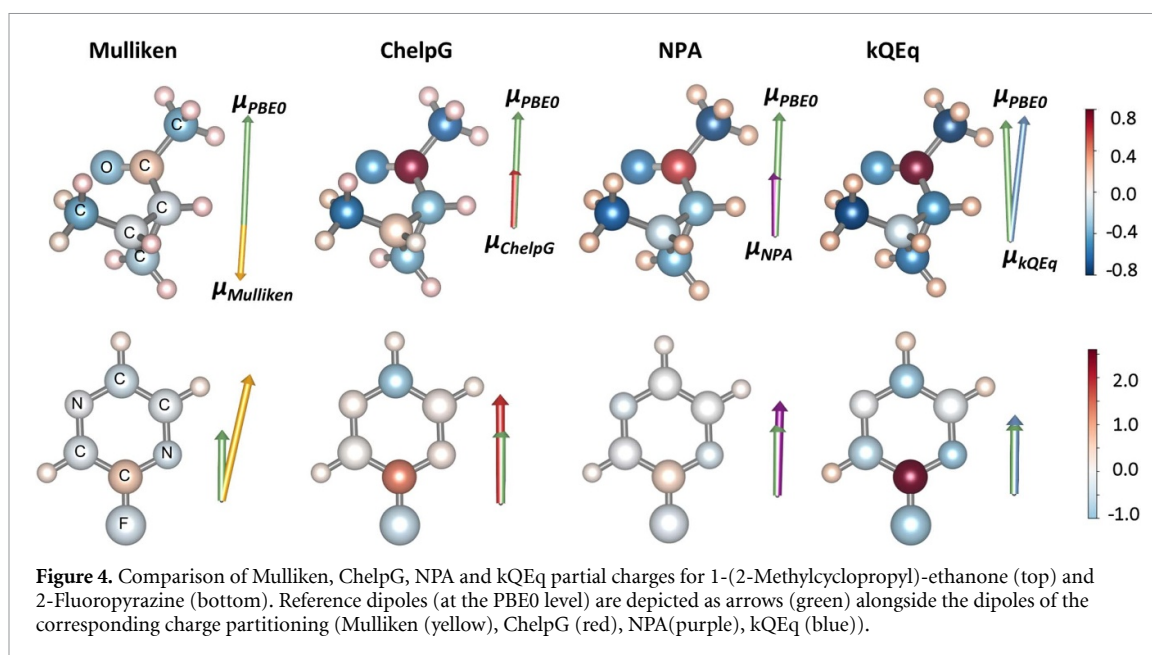 Mulliken ChelpG NPA kQEq
μPBE0 μPBE0 μPBE0 μPBE0
C
O C
C C
C
C
μMulliken μChelpG μNPA μkQEq
0.8
0.4
0.0
-0.4
-0.8
C
N C
C N
C
F
2.0
1.0
0.0
-1.0
Figure 4. Comparison of Mulliken, ChelpG, NPA and kQEq partial charges for 1-(2-Methylcyclopropyl)-ethanone (top) and
2-Fluoropyrazine (bottom). Reference dipoles (at the PBE0 level) are depicted as arrows (green) alongside the dipoles of the
corresponding charge partitioning (Mulliken (yellow), ChelpG (red), NPA(purple), kQEq (blue)).